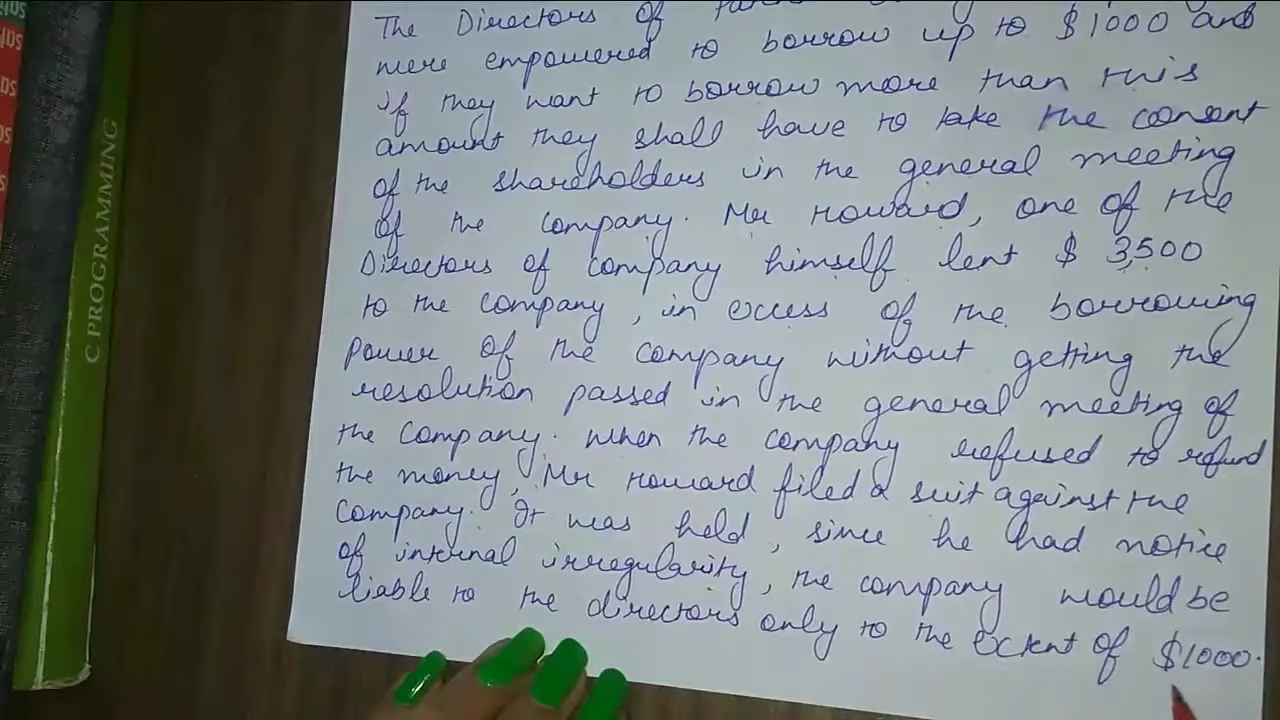 The Directors of
were empowered to borrow up to $1000 and
if they want to borrow more than this
amount they shall have to take the consent
of the shareholders in the general meeting
of the company. Mr Howard, one of the
Directors of company himself lent $ 3,500
to the company, in excess of the borrowing
power of the company without getting the
resolution passed in the general meeting of
the company. When the company refused to refund
the money, Mr Howard filed a suit against the
company. It was held, since he had notice
of internal irregularity, the company would be
liable to the directors only to the extent of $1000.
C PROGRAMMING